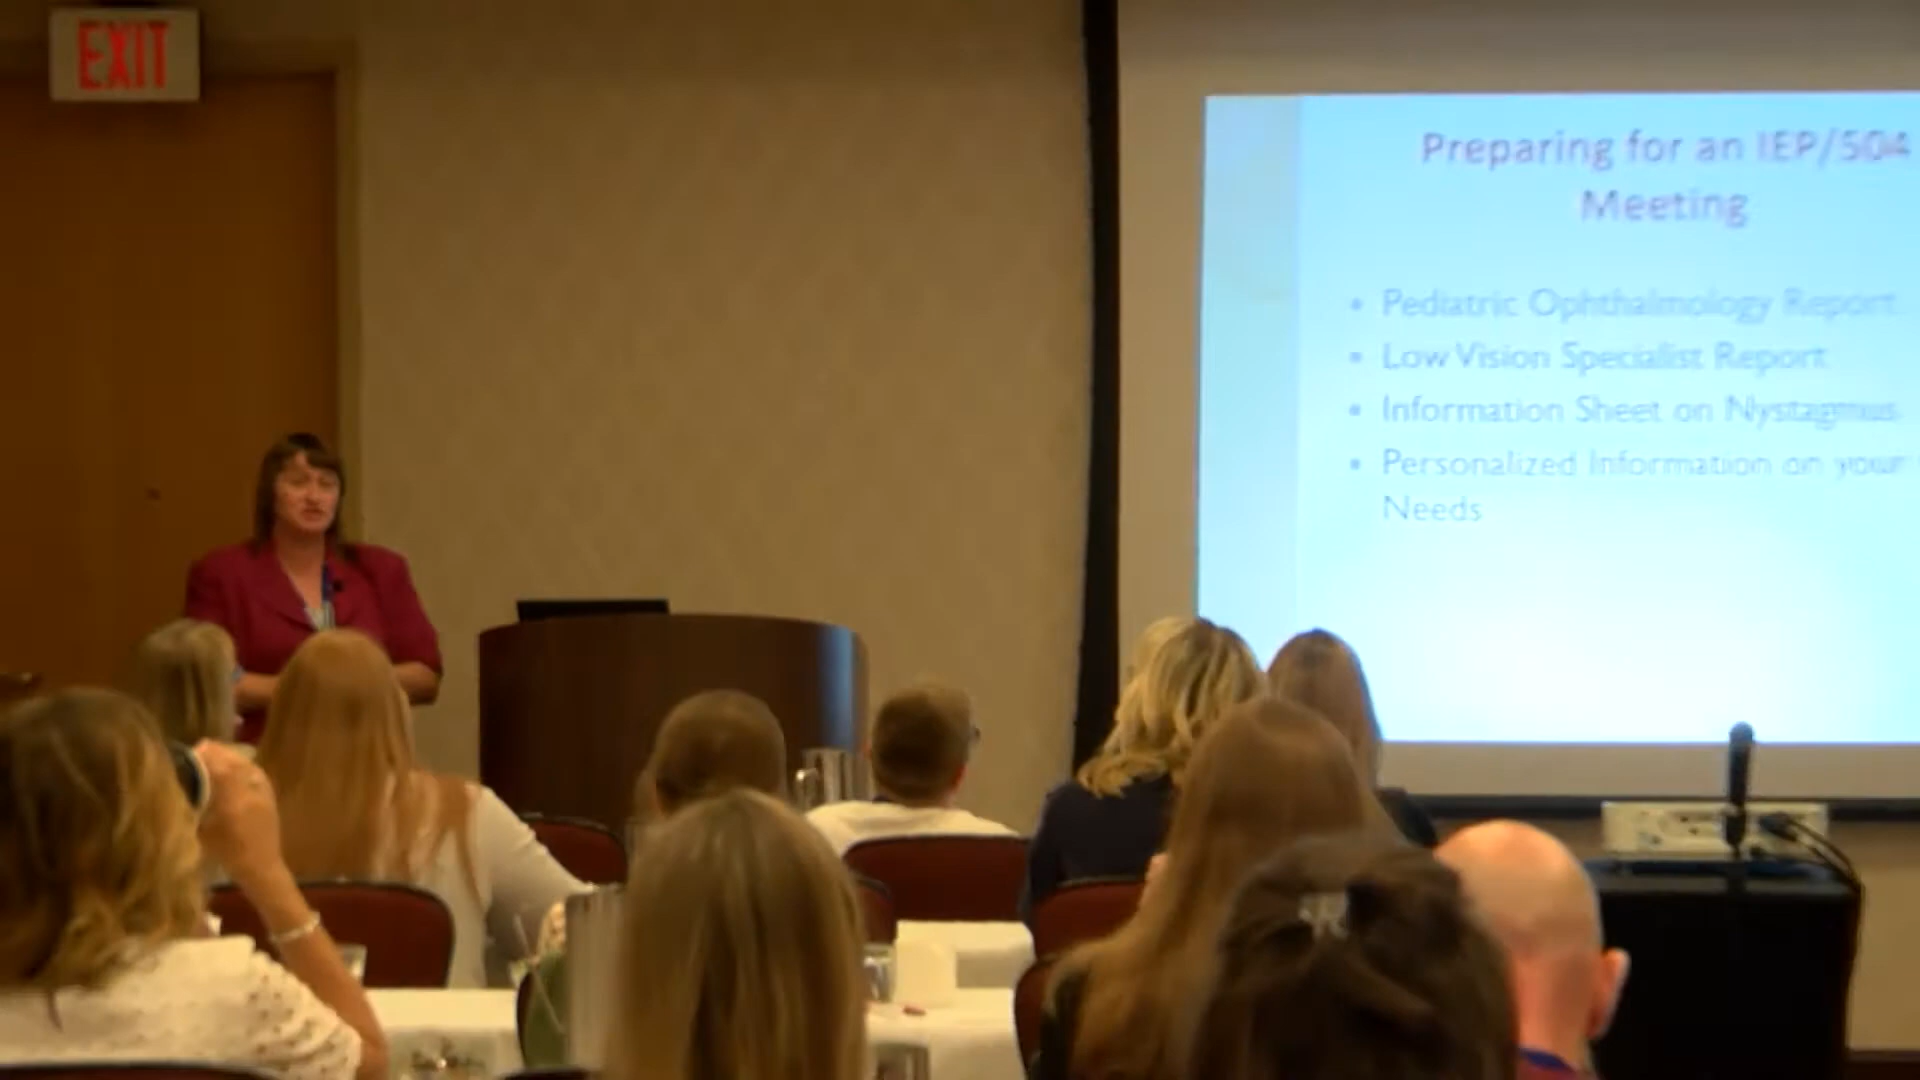 EXIT
Preparing for an IEP/504
Meeting
• Pediatric Ophthalmology Report
• Low Vision Specialist Report
• Information Sheet on Nystagmus
• Personalized Information on your
Needs